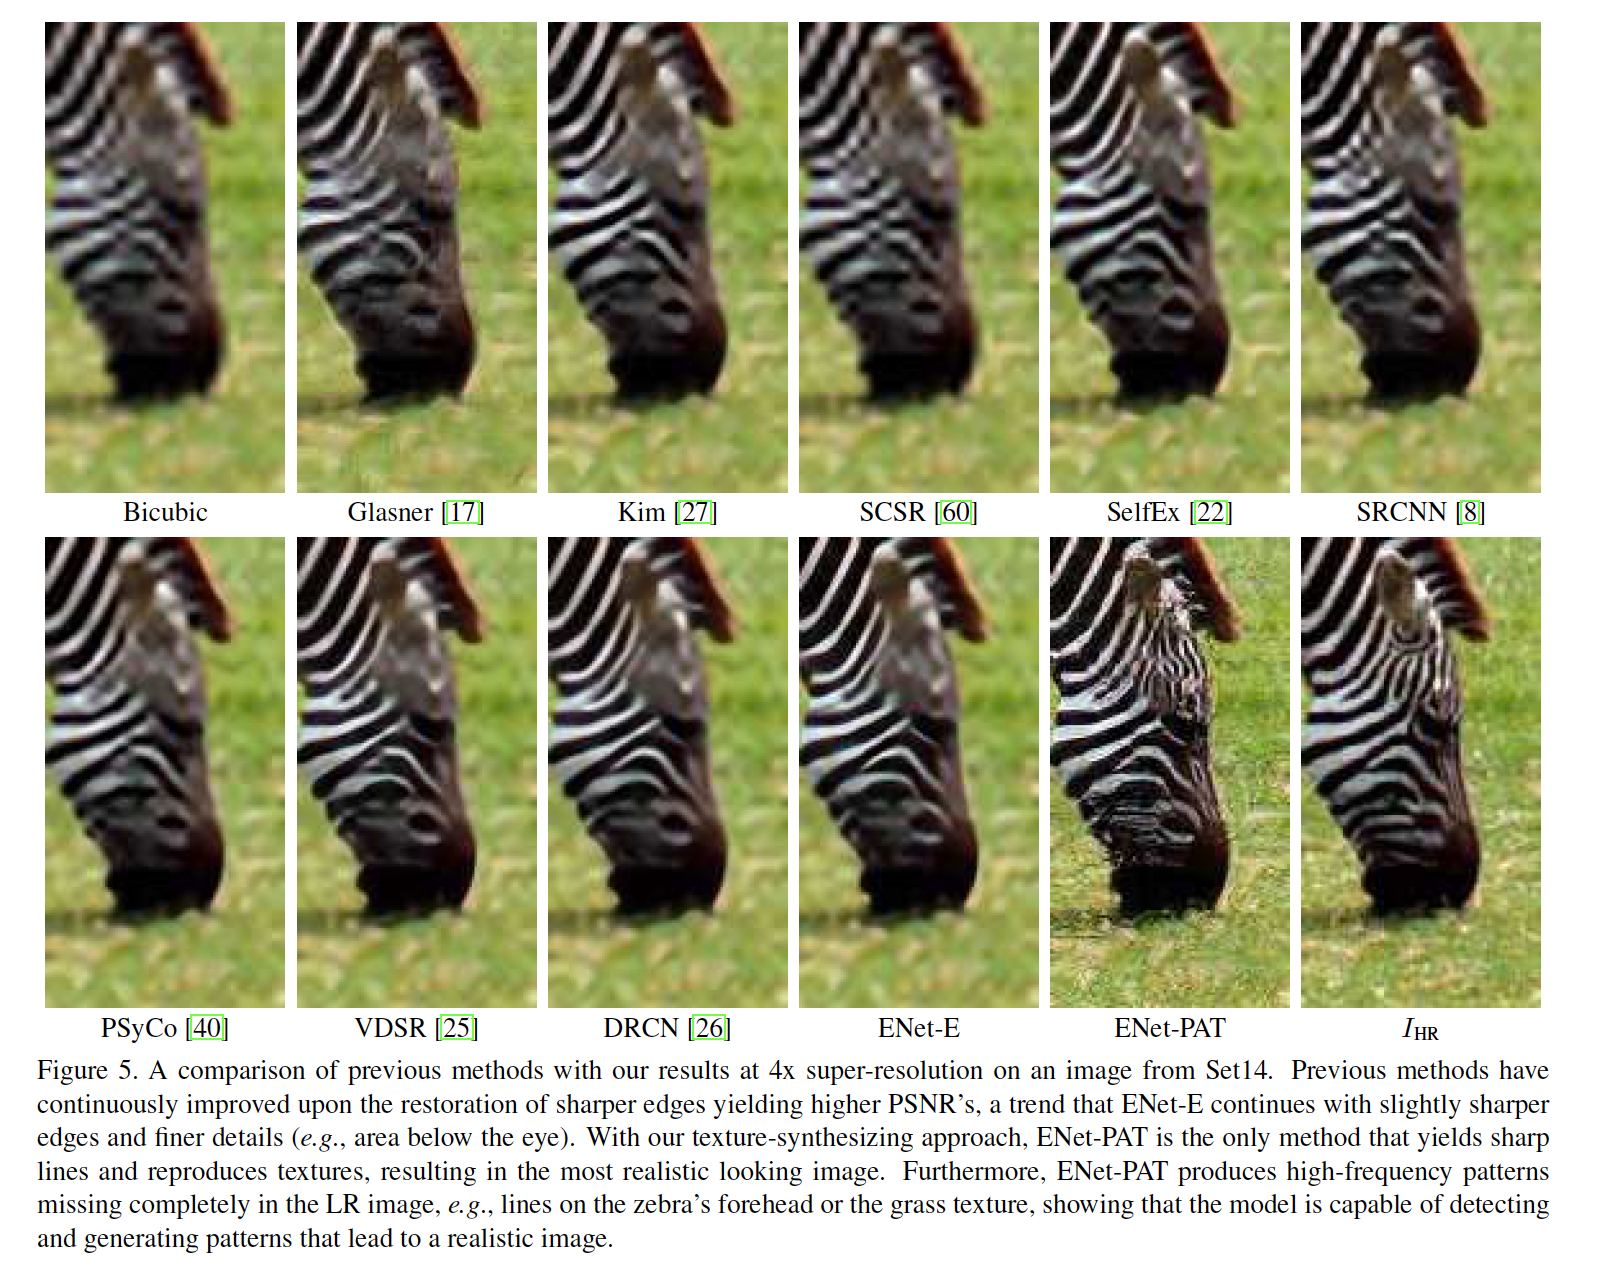 Bicubic Glasner [17] Kim [27] SCSR [60] SelfEx [22] SRCNN [8]
PSyCo [40] VDSR [25] DRCN [26] ENet-E ENet-PAT I_HR
Figure 5. A comparison of previous methods with our results at 4x super-resolution on an image from Set14. Previous methods have
continuously improved upon the restoration of sharper edges yielding higher PSNR's, a trend that ENet-E continues with slightly sharper
edges and finer details (e.g., area below the eye). With our texture-synthesizing approach, ENet-PAT is the only method that yields sharp
lines and reproduces textures, resulting in the most realistic looking image. Furthermore, ENet-PAT produces high-frequency patterns
missing completely in the LR image, e.g., lines on the zebra's forehead or the grass texture, showing that the model is capable of detecting
and generating patterns that lead to a realistic image.